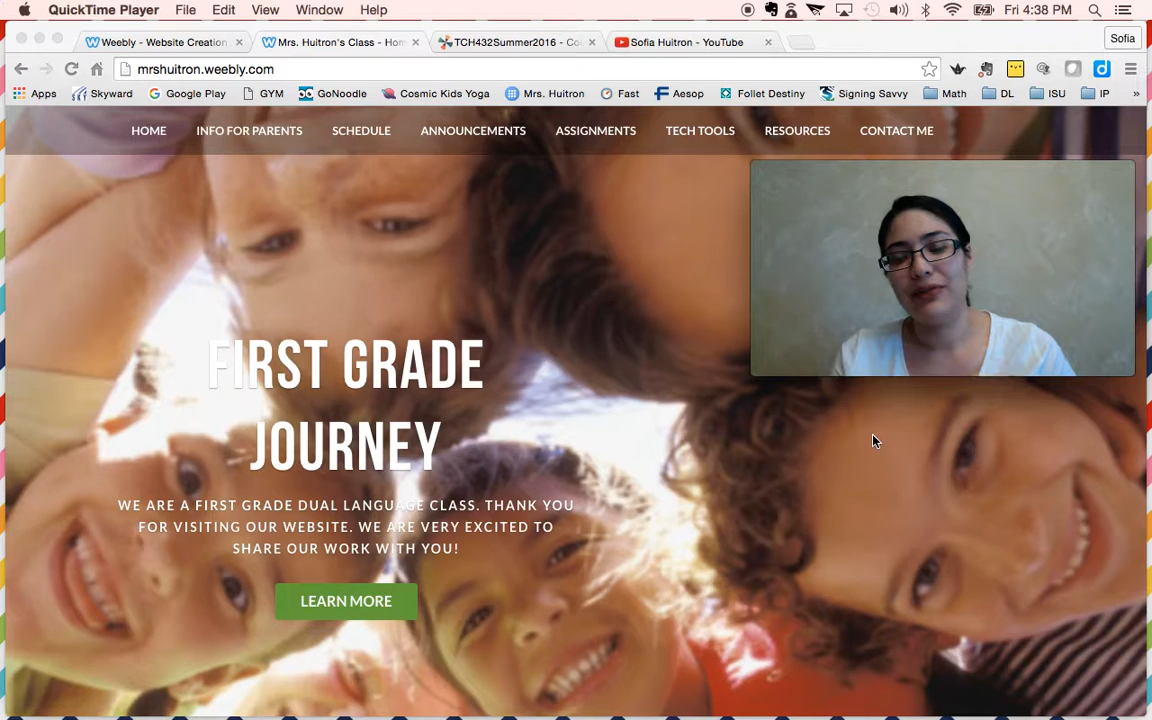 QuickTime Player File Edit View Window Help Fri 4:38 PM
Weebly - Website Creation Mrs. Huitron's Class - Hom TCH432Summer2016 - Co Sofia Huitron - YouTube Sofia
mrshuitron.weebly.com
Apps Skyward Google Play GYM GoNoodle Cosmic Kids Yoga Mrs. Huitron Fast Aesop Follet Destiny Signing Savvy Math DL ISU IP »
HOME INFO FOR PARENTS SCHEDULE ANNOUNCEMENTS ASSIGNMENTS TECH TOOLS RESOURCES CONTACT ME
FIRST GRADE
JOURNEY
WE ARE A FIRST GRADE DUAL LANGUAGE CLASS. THANK YOU
FOR VISITING OUR WEBSITE. WE ARE VERY EXCITED TO
SHARE OUR WORK WITH YOU!
LEARN MORE